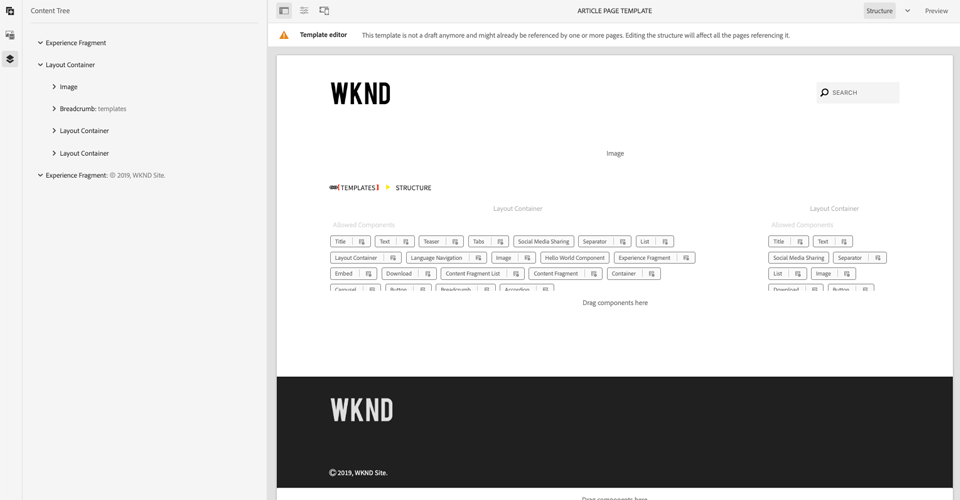 Content Tree
ARTICLE PAGE TEMPLATE
Structure
Preview
Template editor
This template is not a draft anymore and might already be referenced by one or more pages. Editing the structure will affect all the pages referencing it.
Experience Fragment
Layout Container
Image
Breadcrumb: templates
Layout Container
Layout Container
Experience Fragment: © 2019, WKND Site.
WKND
SEARCH
Image
TEMPLATES STRUCTURE
Layout Container
Allowed Components
Title Text Teaser Tabs Social Media Sharing Separator List
Layout Container Language Navigation Image Hello World Component Experience Fragment
Embed Download Content Fragment List Content Fragment Container
Carousel Button Breadcrumb Accordion
Layout Container
Allowed Components
Title Text
Social Media Sharing Separator
List Image
Download Button
Drag components here
WKND
© 2019, WKND Site.
Drag components here